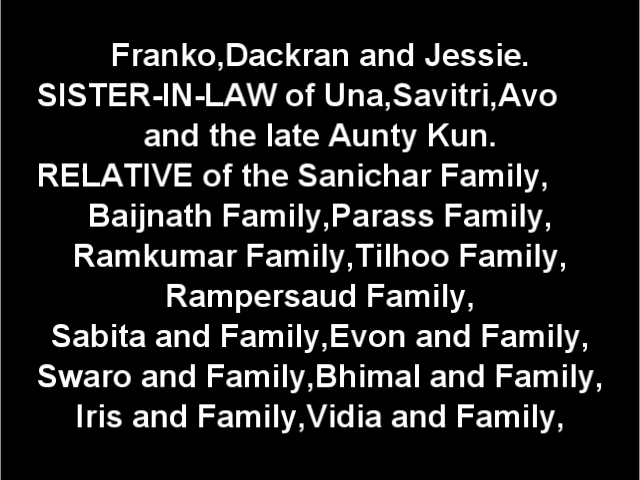 Franko,Dackran and Jessie.
SISTER-IN-LAW of Una,Savitri,Avo
and the late Aunty Kun.
RELATIVE of the Sanichar Family,
Baijnath Family,Parass Family,
Ramkumar Family,Tilhoo Family,
Rampersaud Family,
Sabita and Family,Evon and Family,
Swaro and Family,Bhimal and Family,
Iris and Family,Vidia and Family,